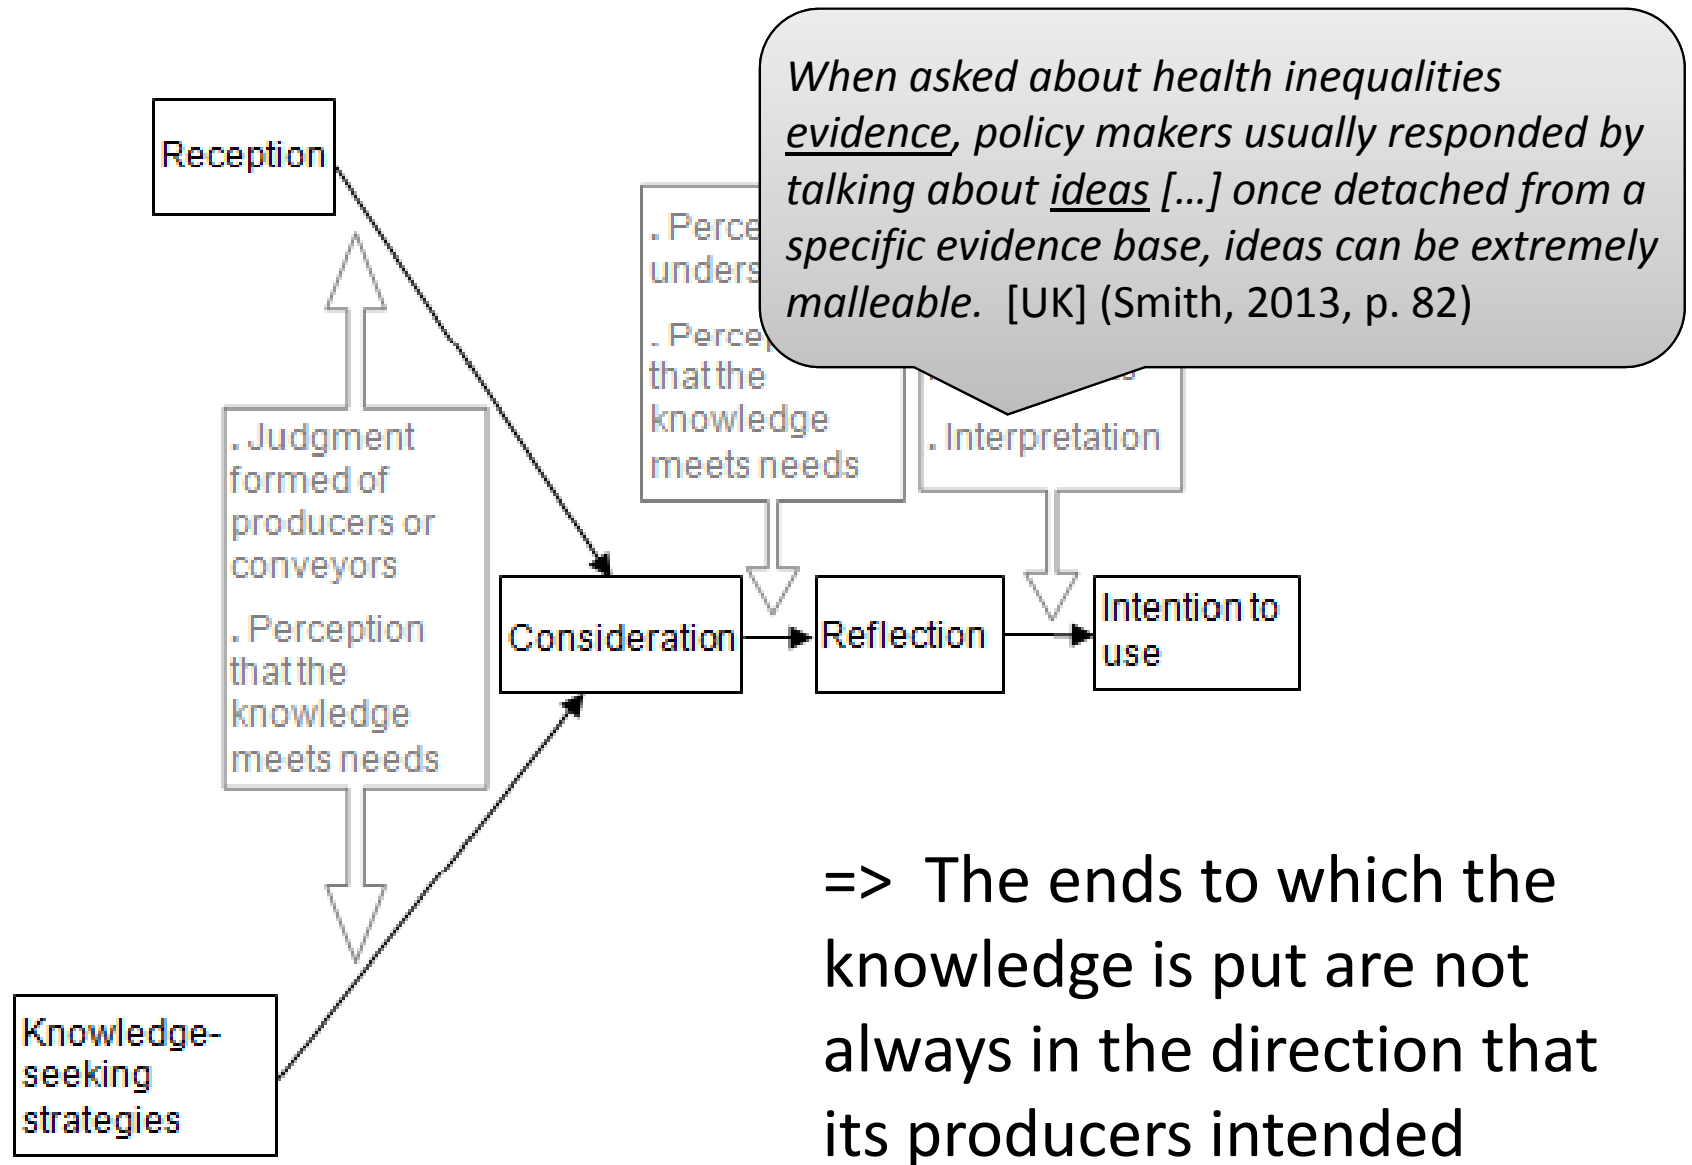 When asked about health inequalities
evidence, policy makers usually responded by
talking about ideas […] once detached from a
specific evidence base, ideas can be extremely
malleable. [UK] (Smith, 2013, p. 82)
Reception
. Judgment
formed of
producers or
conveyors
. Perception
that the
knowledge
meets needs
that the
knowledge
meets needs
. Interpretation
Consideration
Reflection
Intention to
use
Knowledge-
seeking
strategies
=> The ends to which the
knowledge is put are not
always in the direction that
its producers intended